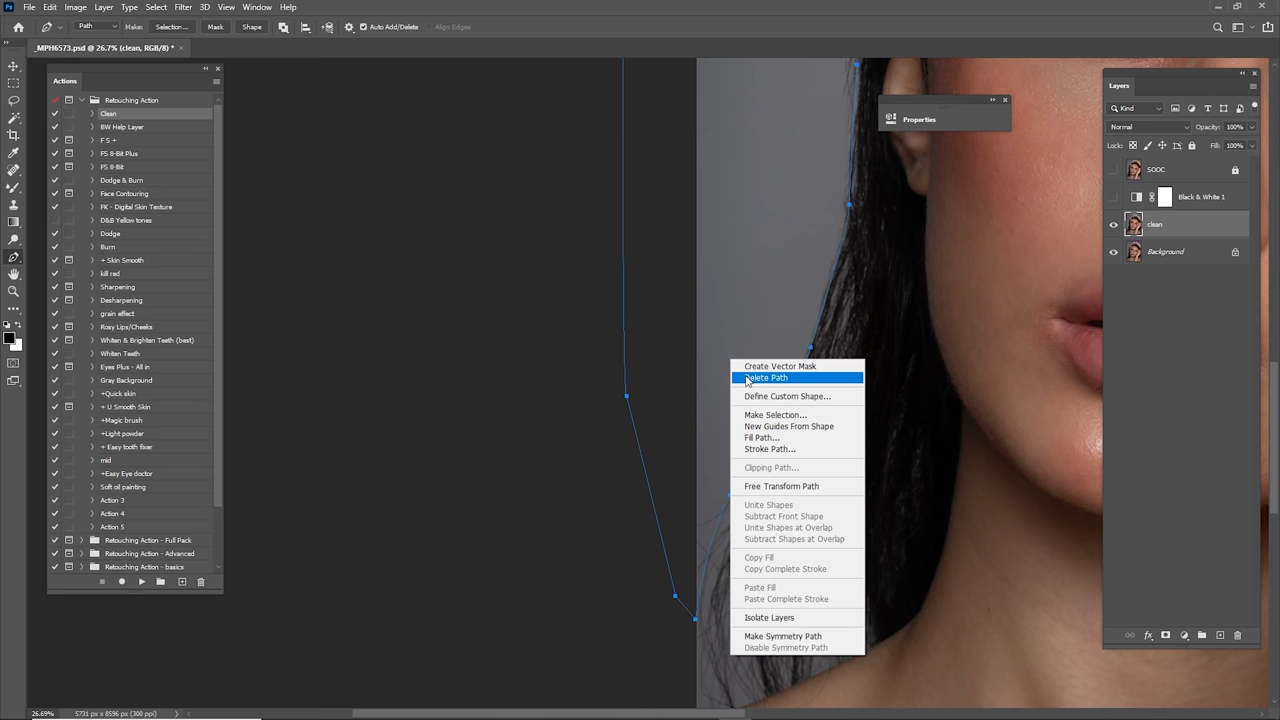 Ps File Edit Image Layer Type Select Filter 3D View Window Help
Path Make: Selection... Mask Shape Auto Add/Delete Align Edges
_MPH6573.psd @ 26.7% (clean, RGB/8) * ×
Actions
Retouching Action
Clean
BW Help Layer
F S +
FS 8-Bit Plus
FS 8-Bit
Dodge & Burn
Face Contouring
FK - Digital Skin Texture
D&B Yellow tones
Dodge
Burn
+ Skin Smooth
kill red
Sharpening
Desharpening
grain effect
Rosy Lips/Cheeks
Whiten & Brighten Teeth (best)
Whiten Teeth
Eyes Plus - All in
Gray Background
+Quick skin
+ U Smooth Skin
+Magic brush
+Light powder
+ Easy tooth fixer
mid
+Easy Eye doctor
Soft oil painting
Action 3
Action 4
Action 5
Retouching Action - Full Pack
Retouching Action - Advanced
Retouching Action - basics
Properties
Create Vector Mask
Delete Path
Define Custom Shape...
Make Selection...
New Guides From Shape
Fill Path...
Stroke Path...
Clipping Path...
Free Transform Path
Unite Shapes
Subtract Front Shape
Unite Shapes at Overlap
Subtract Shapes at Overlap
Copy Fill
Copy Complete Stroke
Paste Fill
Paste Complete Stroke
Isolate Layers
Make Symmetry Path
Disable Symmetry Path
Layers
Kind
Normal Opacity: 100%
Lock: Fill: 100%
SOOC
Black & White 1
clean
Background
26.69% 5731 px x 8596 px (300 ppi)